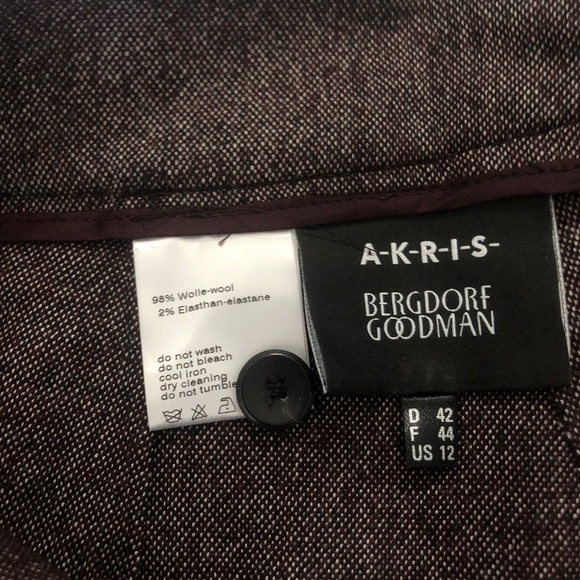 98% Wolle-wool
2% Elasthan-elastane
do not wash
do not bleach
cool iron
dry cleaning
do not tumble
A-K-R-I-S-
BERGDORF
GOODMAN
D 42
F 44
US 12